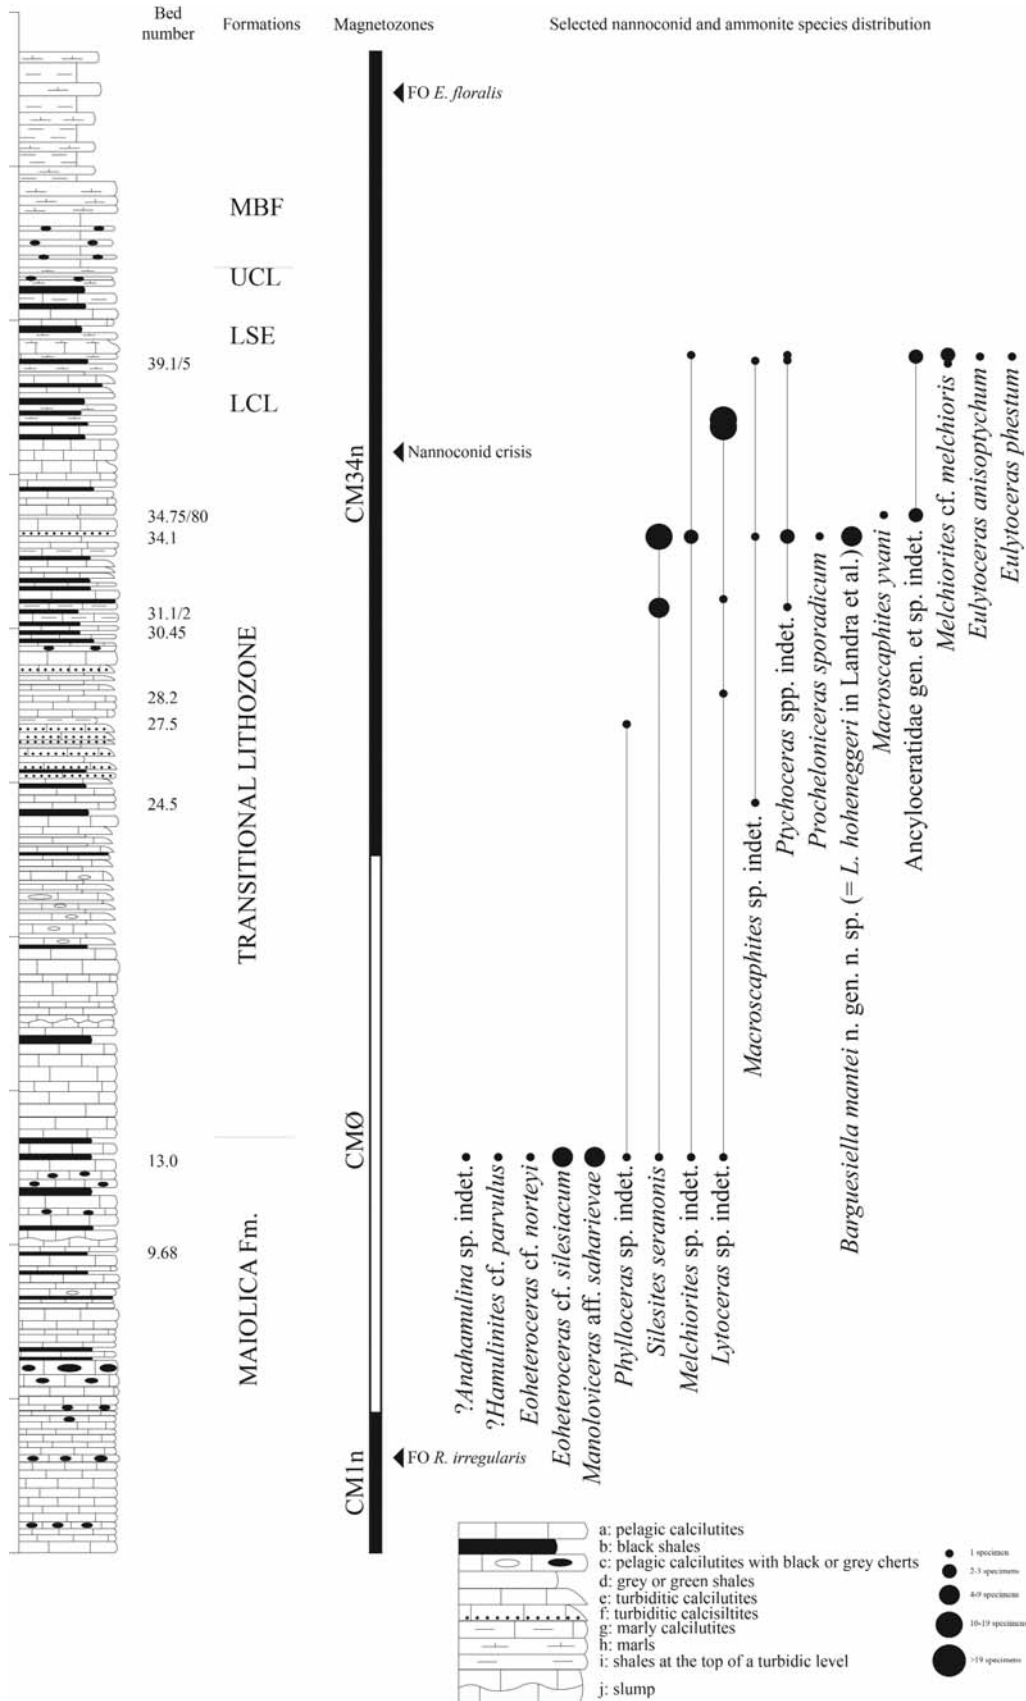 Bed
number
Formations
Magnetozones
Selected nannoconid and ammonite species distribution
FO E. floralis
MBF
UCL
LSE
39.1/5
LCL
Nannoconid crisis
CM34n
34.75/80
34.1
31.1/2
30.45
28.2
27.5
24.5
TRANSITIONAL LITHOZONE
CMØ
13.0
9.68
MAIOLICA Fm.
CM1n
FO R. irregularis
?Anahamulina sp. indet.
?Hamulinites cf. parvulus
Eoheteroceras cf. norteyi
Eoheteroceras cf. silesiacum
Manoloviceras aff. saharievae
Phylloceras sp. indet.
Silesites seranonis
Melchiorites sp. indet.
Lytoceras sp. indet.
Macroscaphites sp. indet.
Ptychoceras spp. indet.
Procheloniceras sporadicum
Barguesiella mantei n. gen. n. sp. (= L. hoheneggeri in Landra et al.)
Macroscaphites yvani
Ancyloceratidae gen. et sp. indet.
Melchiorites cf. melchioris
Eulytoceras anisoptychum
Eulytoceras phestum
a: pelagic calcilutites
b: black shales
c: pelagic calcilutites with black or grey cherts
d: grey or green shales
e: turbiditic calcilutites
f: turbiditic calcisiltites
g: marly calcilutites
h: marls
i: shales at the top of a turbidic level
j: slump
1 specimen
2-3 specimens
4-9 specimens
10-19 specimens
>19 specimens